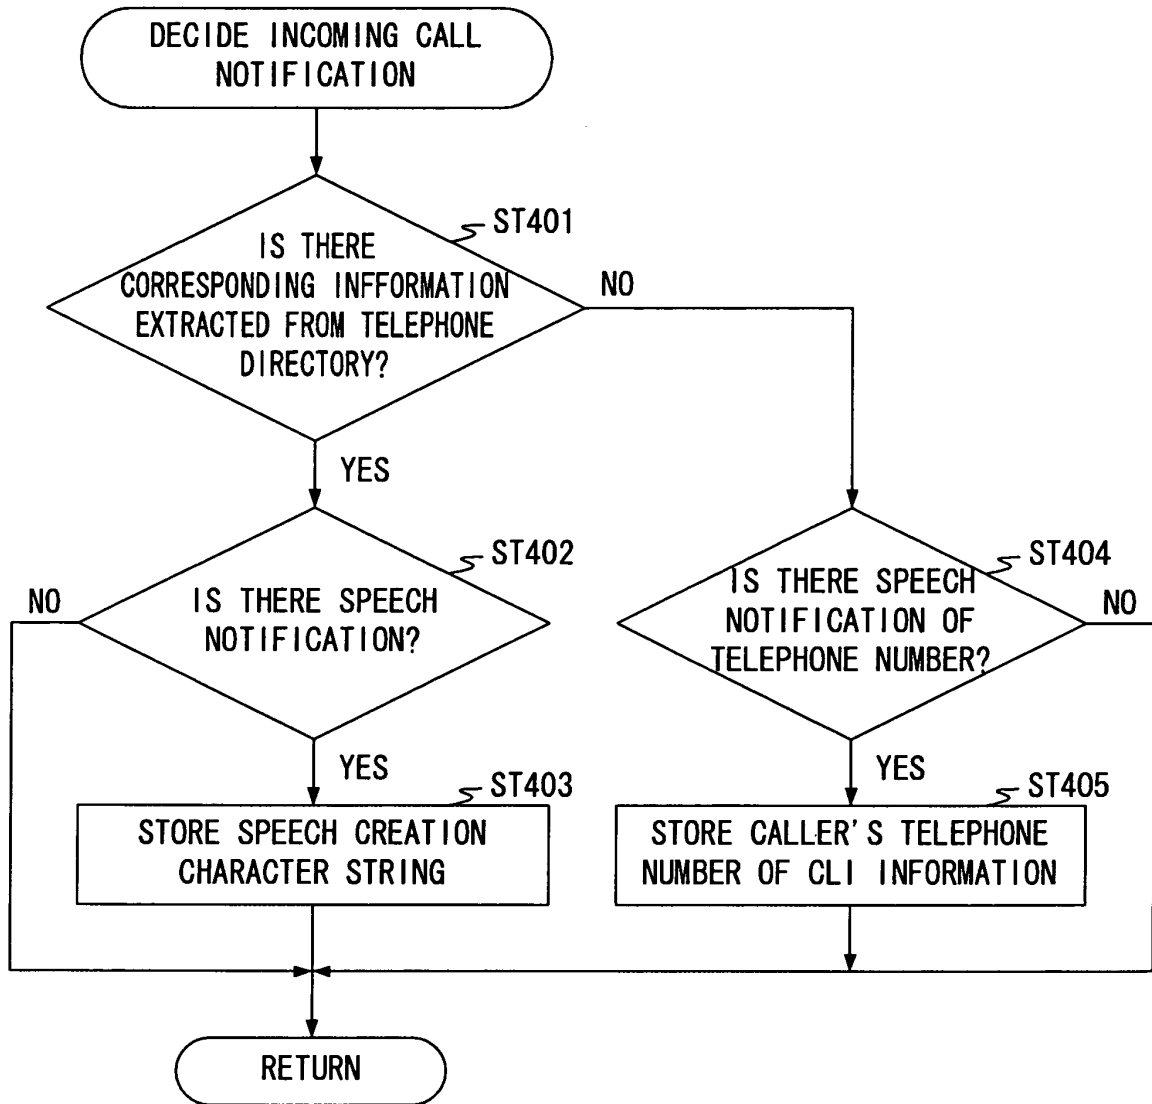 DECIDE INCOMING CALL
NOTIFICATION
ST401
IS THERE
CORRESPONDING INFFORMATION
EXTRACTED FROM TELEPHONE
DIRECTORY?
NO
YES
ST402
IS THERE SPEECH
NOTIFICATION?
NO
ST404
IS THERE SPEECH
NOTIFICATION OF
TELEPHONE NUMBER?
NO
YES
ST403
STORE SPEECH CREATION
CHARACTER STRING
YES
ST405
STORE CALLER'S TELEPHONE
NUMBER OF CLI INFORMATION
RETURN